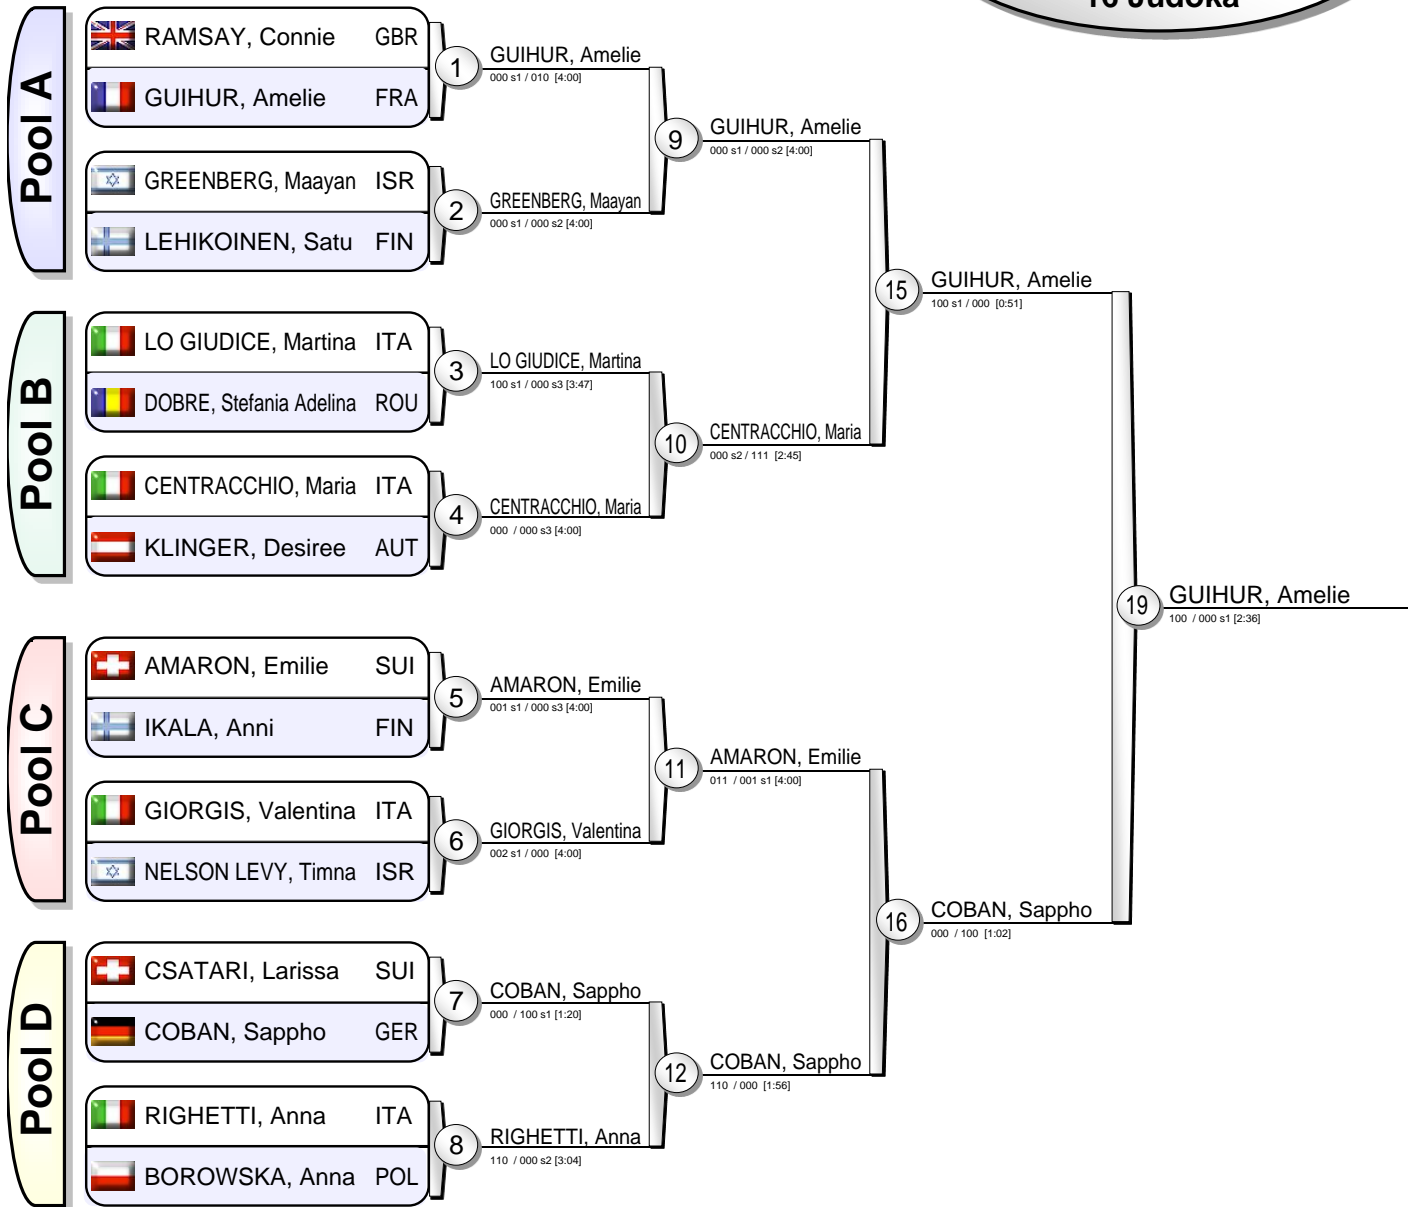 16 Judoka
Pool A
RAMSAY, Connie GBR
GUIHUR, Amelie FRA
1
GUIHUR, Amelie
000 s1 / 010 [4:00]
GREENBERG, Maayan ISR
LEHIKOINEN, Satu FIN
2
GREENBERG, Maayan
000 s1 / 000 s2 [4:00]
9
GUIHUR, Amelie
000 s1 / 000 s2 [4:00]
Pool B
LO GIUDICE, Martina ITA
DOBRE, Stefania Adelina ROU
3
LO GIUDICE, Martina
100 s1 / 000 s3 [3:47]
CENTRACCHIO, Maria ITA
KLINGER, Desiree AUT
4
CENTRACCHIO, Maria
000 / 000 s3 [4:00]
10
CENTRACCHIO, Maria
000 s2 / 111 [2:45]
15
GUIHUR, Amelie
100 s1 / 000 [0:51]
Pool C
AMARON, Emilie SUI
IKALA, Anni FIN
5
AMARON, Emilie
001 s1 / 000 s3 [4:00]
GIORGIS, Valentina ITA
NELSON LEVY, Timna ISR
6
GIORGIS, Valentina
002 s1 / 000 [4:00]
11
AMARON, Emilie
011 / 001 s1 [4:00]
Pool D
CSATARI, Larissa SUI
COBAN, Sappho GER
7
COBAN, Sappho
000 / 100 s1 [1:20]
RIGHETTI, Anna ITA
BOROWSKA, Anna POL
8
RIGHETTI, Anna
110 / 000 s2 [3:04]
12
COBAN, Sappho
110 / 000 [1:56]
16
COBAN, Sappho
000 / 100 [1:02]
19
GUIHUR, Amelie
100 / 000 s1 [2:36]